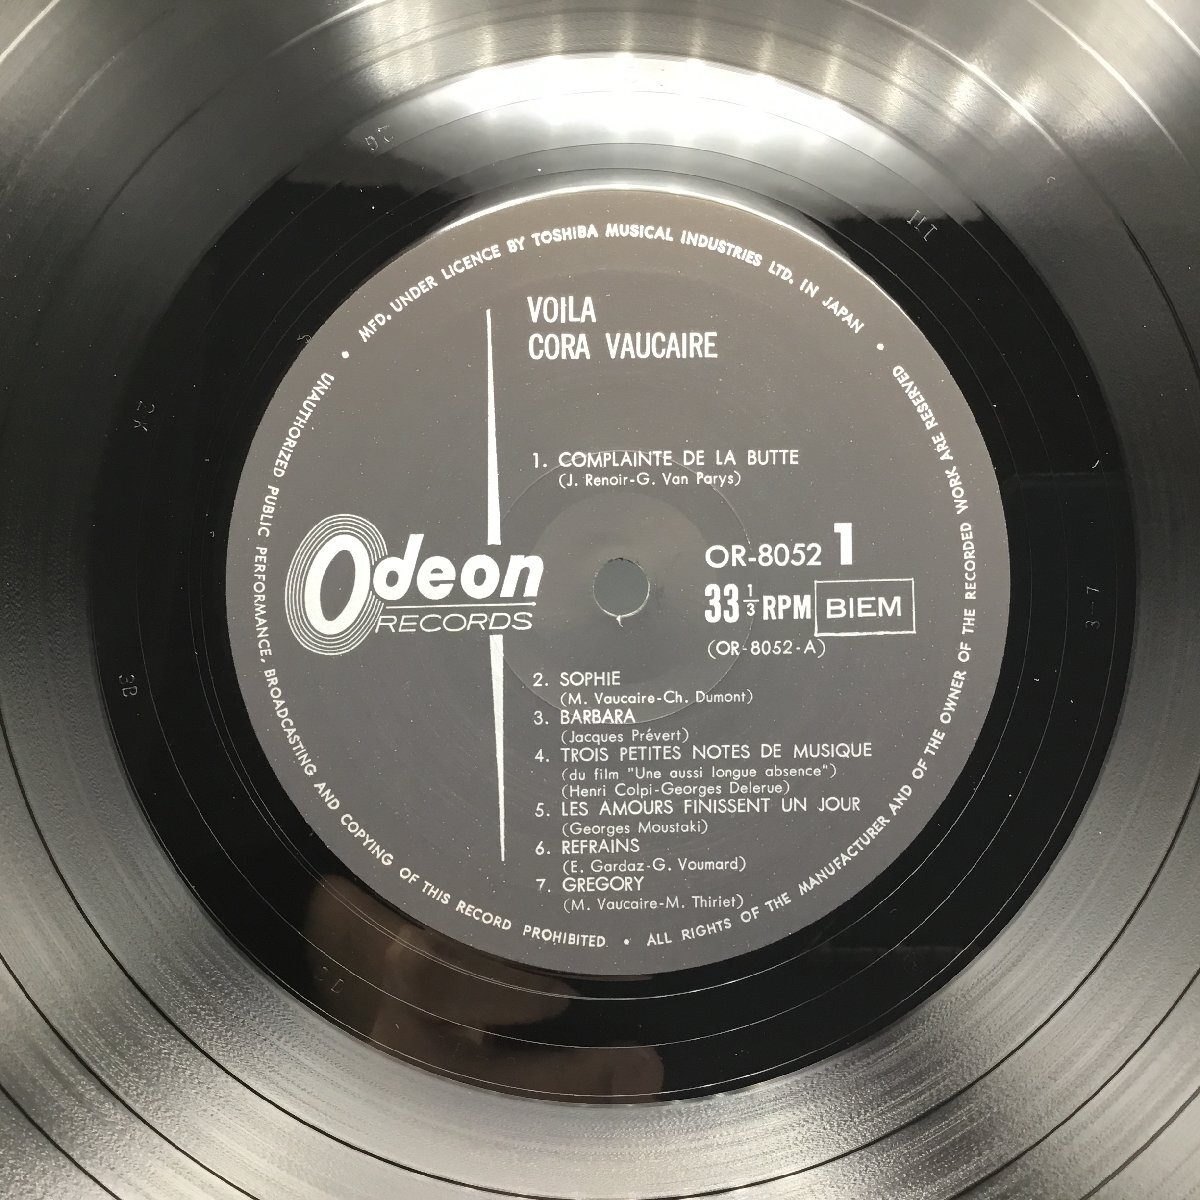 MFD. UNDER LICENCE BY TOSHIBA MUSICAL INDUSTRIES LTD. IN JAPAN •
ALL RIGHTS OF THE MANUFACTURER AND OF THE OWNER OF THE RECORDED WORK ARE RESERVED
UNAUTHORIZED PUBLIC PERFORMANCE, BROADCASTING AND COPYING OF THIS RECORD PROHIBITED •
VOILA
CORA VAUCAIRE
1. COMPLAINTE DE LA BUTTE
(J. Renoir-G. Van Parys)
Odeon
RECORDS
OR-8052 1
33 1/3 RPM BIEM
(OR-8052-A)
2. SOPHIE
(M. Vaucaire-Ch. Dumont)
3. BARBARA
(Jacques Prévert)
4. TROIS PETITES NOTES DE MUSIQUE
(du film "Une aussi longue absence")
(Henri Colpi-Georges Delerue)
5. LES AMOURS FINISSENT UN JOUR
(Georges Moustaki)
6. REFRAINS
(E. Gardaz-G. Voumard)
7. GREGORY
(M. Vaucaire-M. Thiriet)
2K
3B
3-7
III